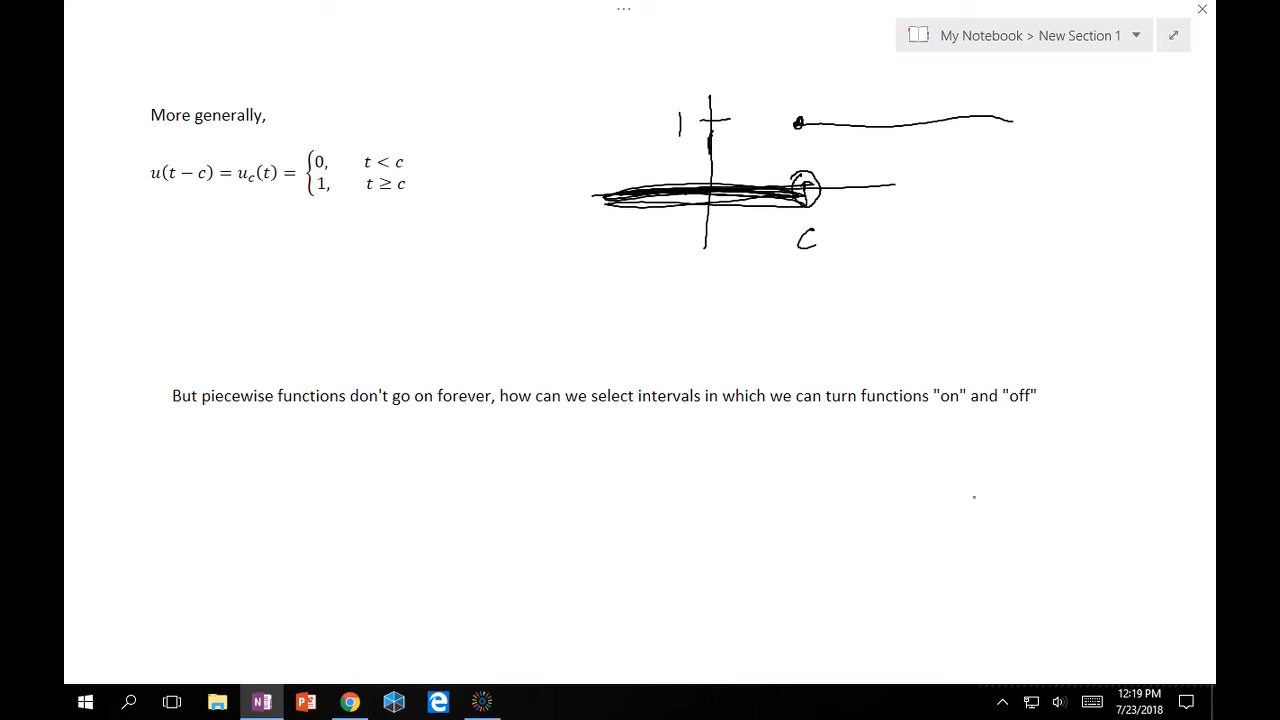 My Notebook > New Section 1
More generally,
u(t − c) = u_c(t) = {0, t < c
1, t ≥ c
1
C
But piecewise functions don't go on forever, how can we select intervals in which we can turn functions "on" and "off"
12:19 PM
7/23/2018